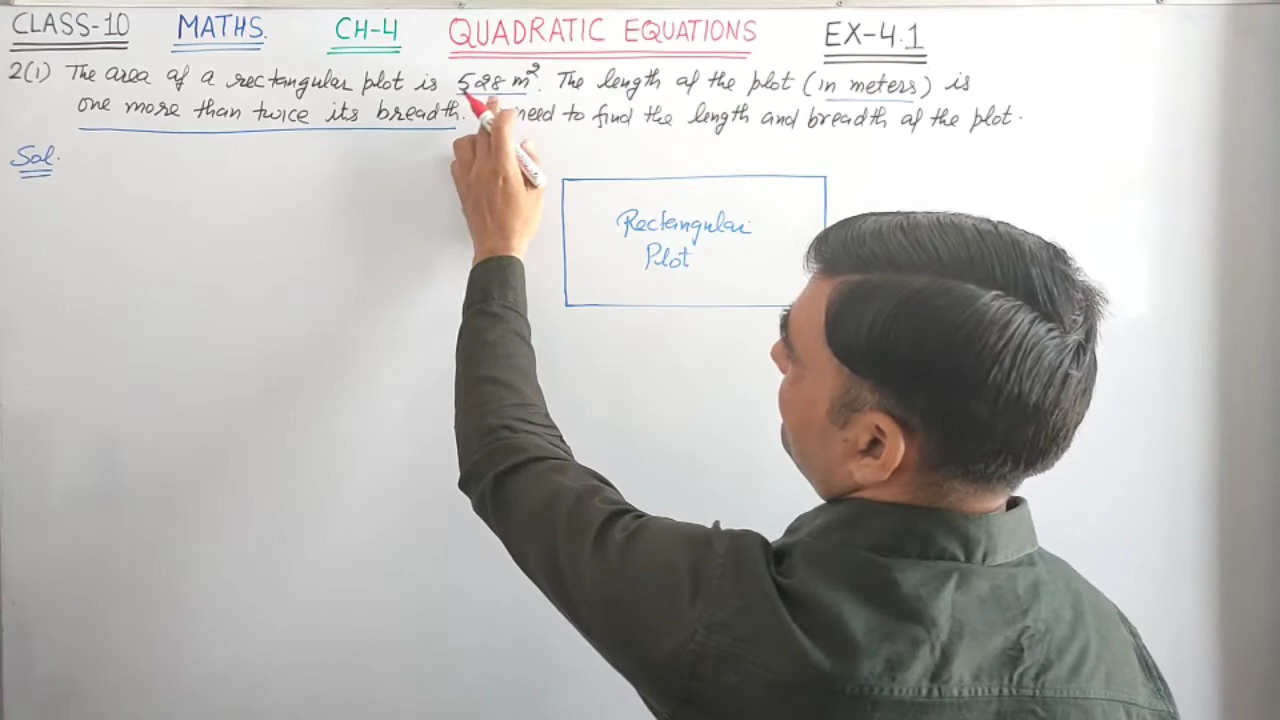 CLASS-10 MATHS. CH-4 QUADRATIC EQUATIONS EX-4.1
2(i) The area of a rectangular plot is 528 m². The length of the plot (in meters) is
one more than twice its breadth. need to find the length and breadth of the plot.
Sol.
Rectangular
Plot